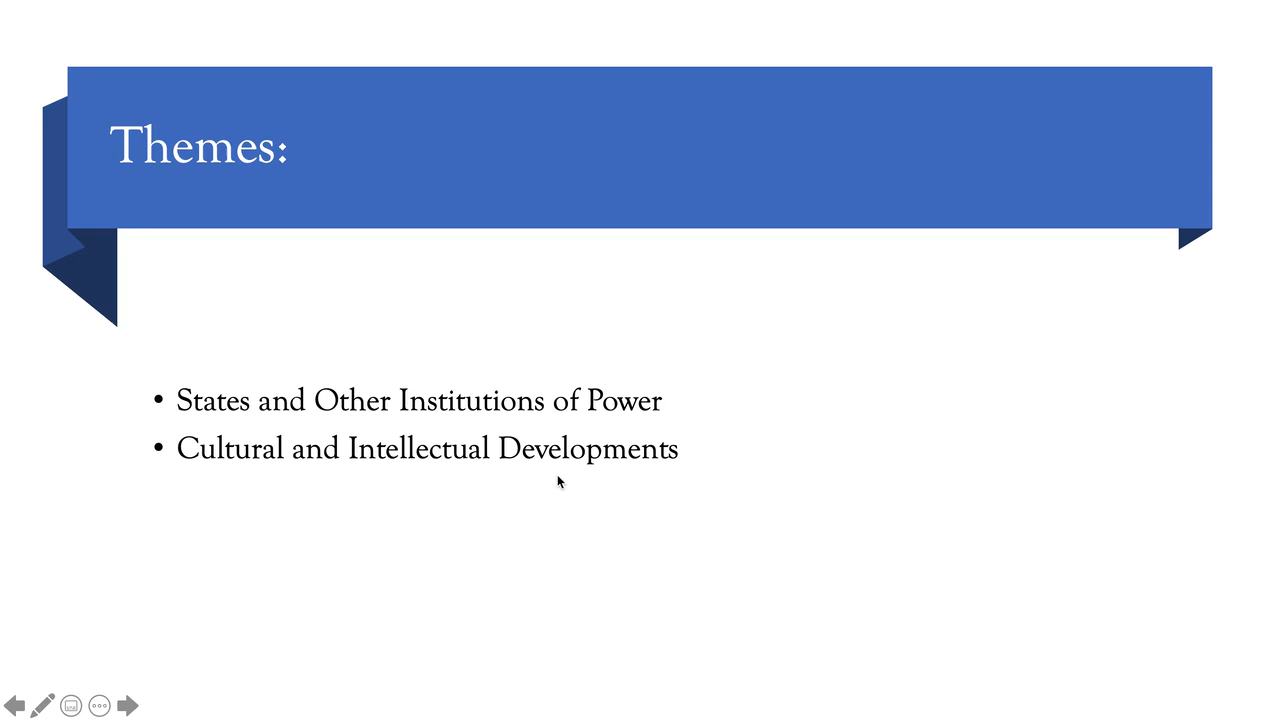 Themes:
• States and Other Institutions of Power
• Cultural and Intellectual Developments